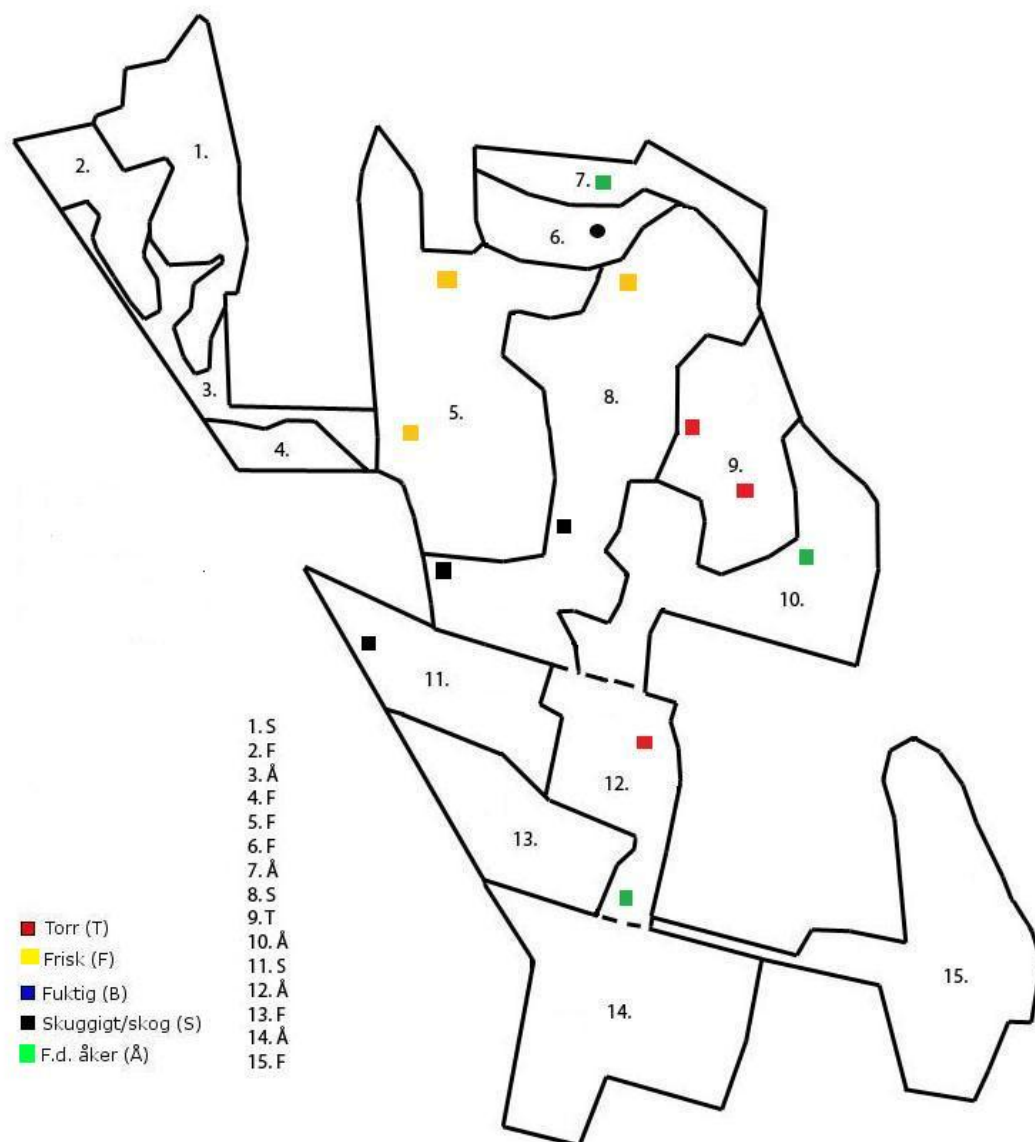 1.
2.
7.
6.
3.
5.
8.
4.
9.
10.
11.
12.
13.
15.
14.
1. S
2. F
3. Å
4. F
5. F
6. F
7. Å
8. S
9. T
10. Å
11. S
12. Å
13. F
14. Å
15. F
Torr (T)
Frisk (F)
Fuktig (B)
Skuggigt/skog (S)
F.d. åker (Å)